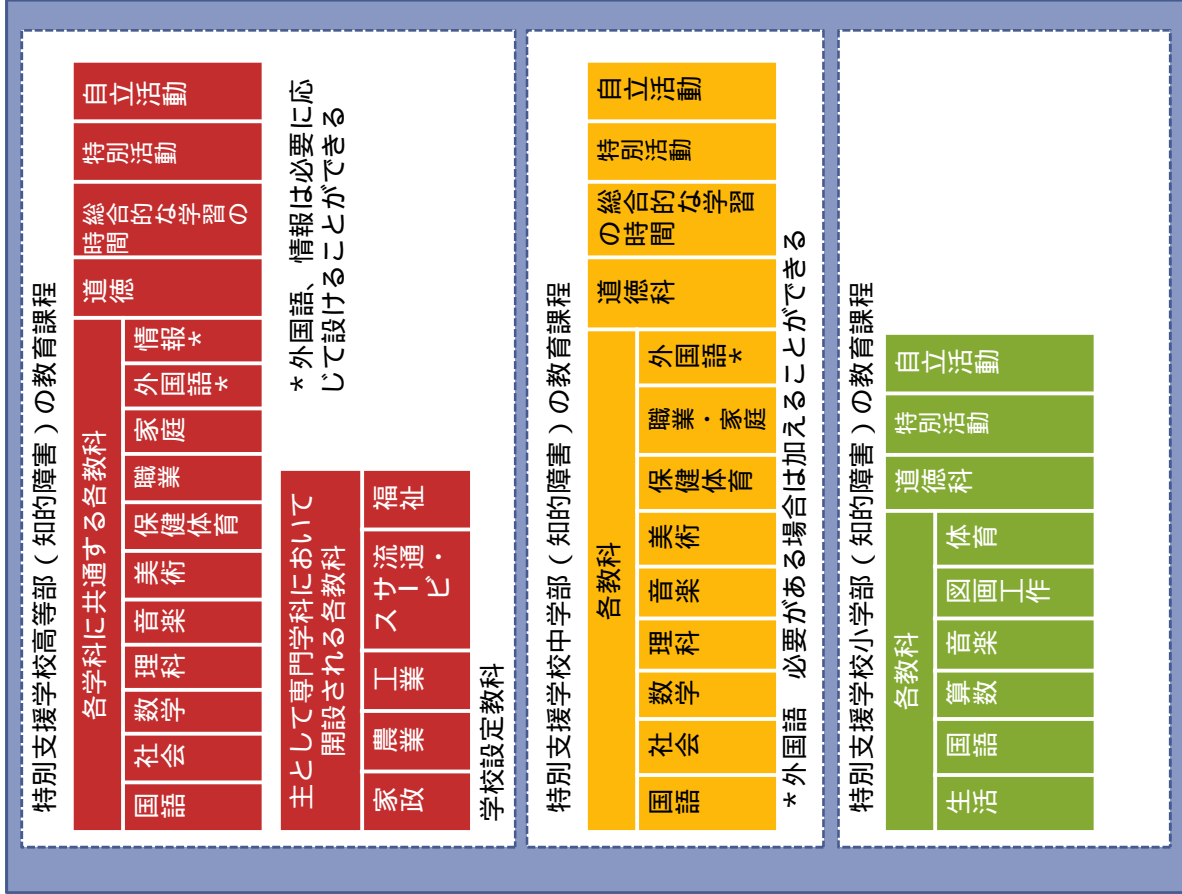 特別支援学校高等部（知的障害）の教育課程
各学科に共通する各教科
国語
社会
数学
理科
音楽
美術
保健体育
職業
家庭
外国語*
情報*
道徳
総合的な学習の時間
特別活動
自立活動
主として専門学科において
開設される各教科
家政
農業
工業
流通・サービス
福祉
＊外国語、情報は必要に応
じて設けることができる
学校設定教科
特別支援学校中学部（知的障害）の教育課程
各教科
国語
社会
数学
理科
音楽
美術
保健体育
職業・家庭
外国語*
道徳科
総合的な学習の時間
特別活動
自立活動
＊外国語　必要がある場合は加えることができる
特別支援学校小学部（知的障害）の教育課程
各教科
生活
国語
算数
音楽
図画工作
体育
道徳科
特別活動
自立活動